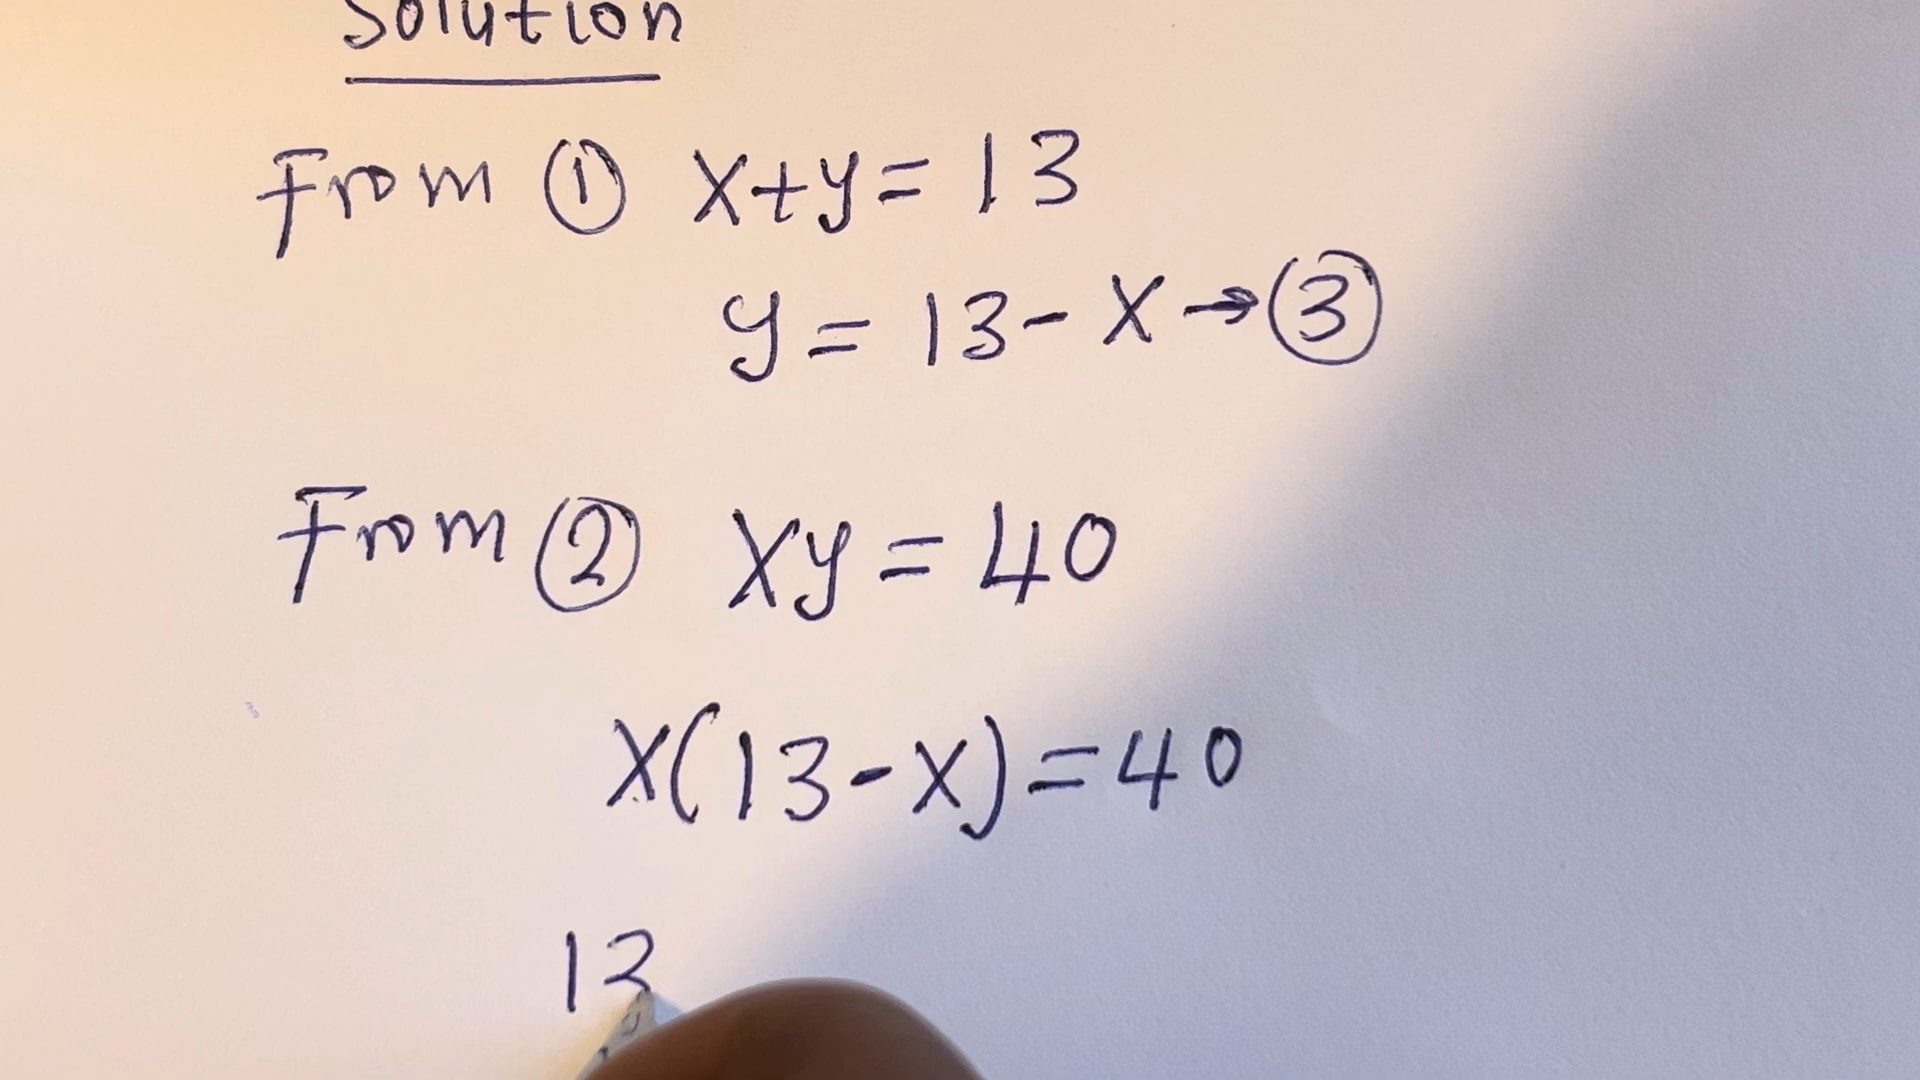 Solution
From ① x+y= 13
y = 13- x → ③
From ② xy = 40
x(13-x)=40
13